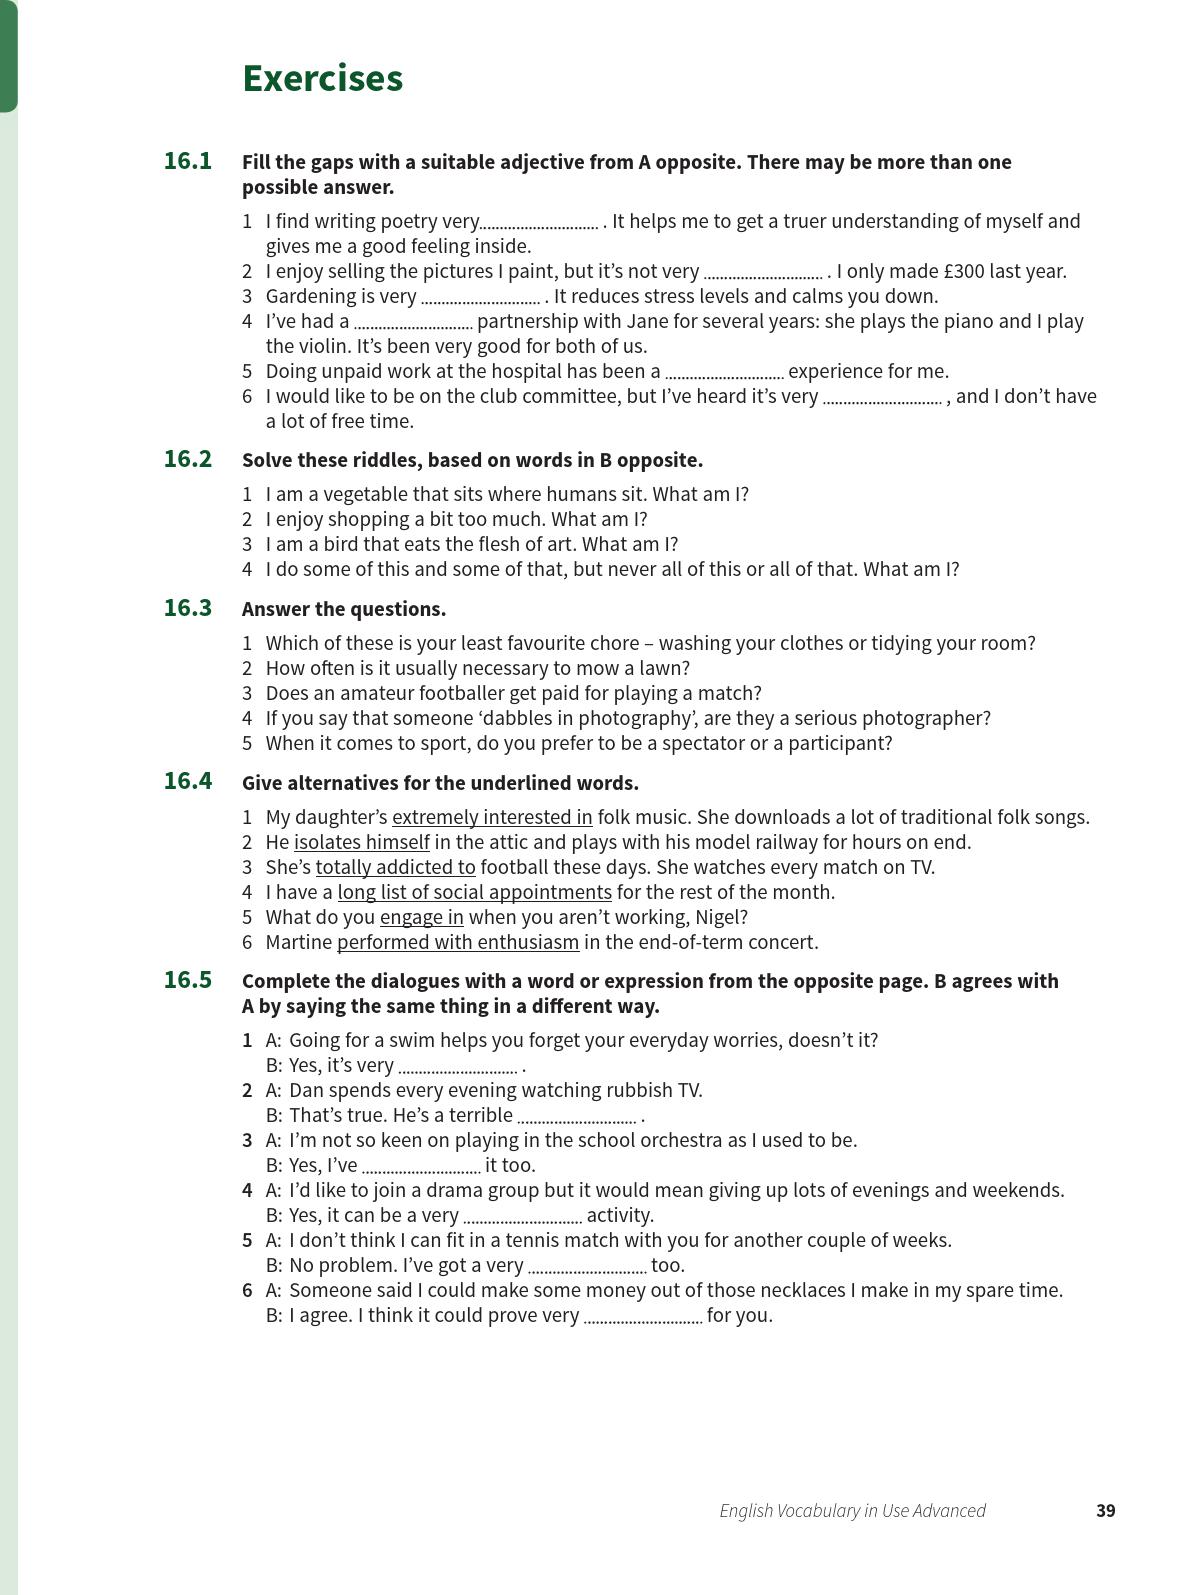 Exercises
16.1 Fill the gaps with a suitable adjective from A opposite. There may be more than one
possible answer.
1 I find writing poetry very............................. . It helps me to get a truer understanding of myself and
gives me a good feeling inside.
2 I enjoy selling the pictures I paint, but it’s not very ............................. . I only made £300 last year.
3 Gardening is very ............................. . It reduces stress levels and calms you down.
4 I’ve had a ............................. partnership with Jane for several years: she plays the piano and I play
the violin. It’s been very good for both of us.
5 Doing unpaid work at the hospital has been a ............................. experience for me.
6 I would like to be on the club committee, but I’ve heard it’s very ............................. , and I don’t have
a lot of free time.
16.2 Solve these riddles, based on words in B opposite.
1 I am a vegetable that sits where humans sit. What am I?
2 I enjoy shopping a bit too much. What am I?
3 I am a bird that eats the flesh of art. What am I?
4 I do some of this and some of that, but never all of this or all of that. What am I?
16.3 Answer the questions.
1 Which of these is your least favourite chore – washing your clothes or tidying your room?
2 How often is it usually necessary to mow a lawn?
3 Does an amateur footballer get paid for playing a match?
4 If you say that someone ‘dabbles in photography’, are they a serious photographer?
5 When it comes to sport, do you prefer to be a spectator or a participant?
16.4 Give alternatives for the underlined words.
1 My daughter’s extremely interested in folk music. She downloads a lot of traditional folk songs.
2 He isolates himself in the attic and plays with his model railway for hours on end.
3 She’s totally addicted to football these days. She watches every match on TV.
4 I have a long list of social appointments for the rest of the month.
5 What do you engage in when you aren’t working, Nigel?
6 Martine performed with enthusiasm in the end-of-term concert.
16.5 Complete the dialogues with a word or expression from the opposite page. B agrees with
A by saying the same thing in a different way.
1 A: Going for a swim helps you forget your everyday worries, doesn’t it?
B: Yes, it’s very ............................. .
2 A: Dan spends every evening watching rubbish TV.
B: That’s true. He’s a terrible ............................. .
3 A: I’m not so keen on playing in the school orchestra as I used to be.
B: Yes, I’ve ............................. it too.
4 A: I’d like to join a drama group but it would mean giving up lots of evenings and weekends.
B: Yes, it can be a very ............................. activity.
5 A: I don’t think I can fit in a tennis match with you for another couple of weeks.
B: No problem. I’ve got a very ............................. too.
6 A: Someone said I could make some money out of those necklaces I make in my spare time.
B: I agree. I think it could prove very ............................. for you.
English Vocabulary in Use Advanced 39